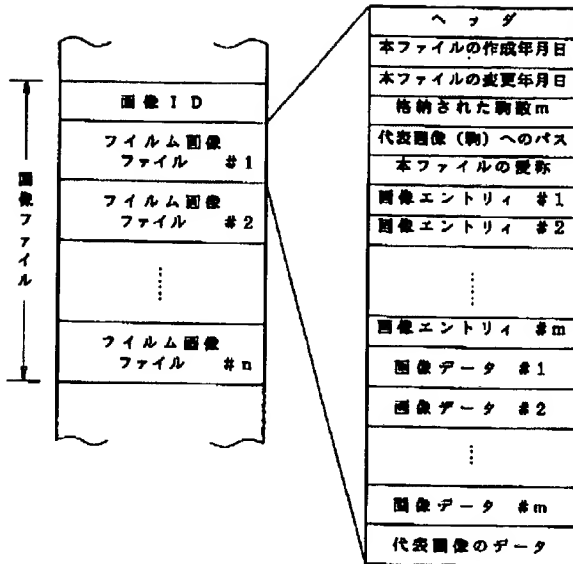 画像ファイル
画像ID
フィルム画像
ファイル #1
フィルム画像
ファイル #2
フィルム画像
ファイル #n
ヘッダ
本ファイルの作成年月日
本ファイルの変更年月日
格納された駒数m
代表画像(駒)へのパス
本ファイルの愛称
画像エントリィ #1
画像エントリィ #2
画像エントリィ #m
画像データ #1
画像データ #2
画像データ #m
代表画像のデータ